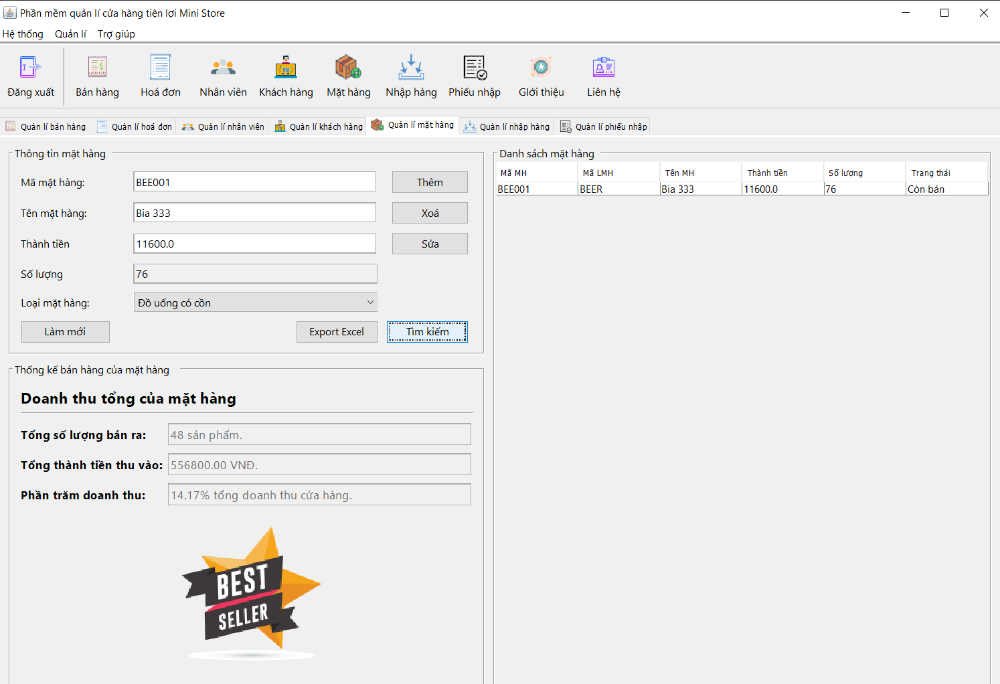 Phần mềm quản lí cửa hàng tiện lợi Mini Store
Hệ thống Quản lí Trợ giúp
Đăng xuất Bán hàng Hoá đơn Nhân viên Khách hàng Mặt hàng Nhập hàng Phiếu nhập GIới thiệu Liên hệ
Quản lí bán hàng Quản lí hoá đơn Quản lí nhân viên Quản lí khách hàng Quản lí mặt hàng Quản lí nhập hàng Quản lí phiếu nhập
Thông tin mặt hàng
Mã mặt hàng: BEE001 Thêm
Tên mặt hàng: Bia 333 Xoá
Thành tiền 11600.0 Sửa
Số lượng 76
Loại mặt hàng: Đồ uống có cồn
Làm mới Export Excel Tìm kiếm
Thống kế bán hàng của mặt hàng
Doanh thu tổng của mặt hàng
Tổng số lượng bán ra: 48 sản phẩm.
Tổng thành tiền thu vào: 556800.00 VNĐ.
Phần trăm doanh thu: 14.17% tổng doanh thu cửa hàng.
BEST
SELLER
Danh sách mặt hàng
Mã MH Mã LMH Tên MH Thành tiền Số lượng Trạng thái
BEE001 BEER Bia 333 11600.0 76 Còn bán